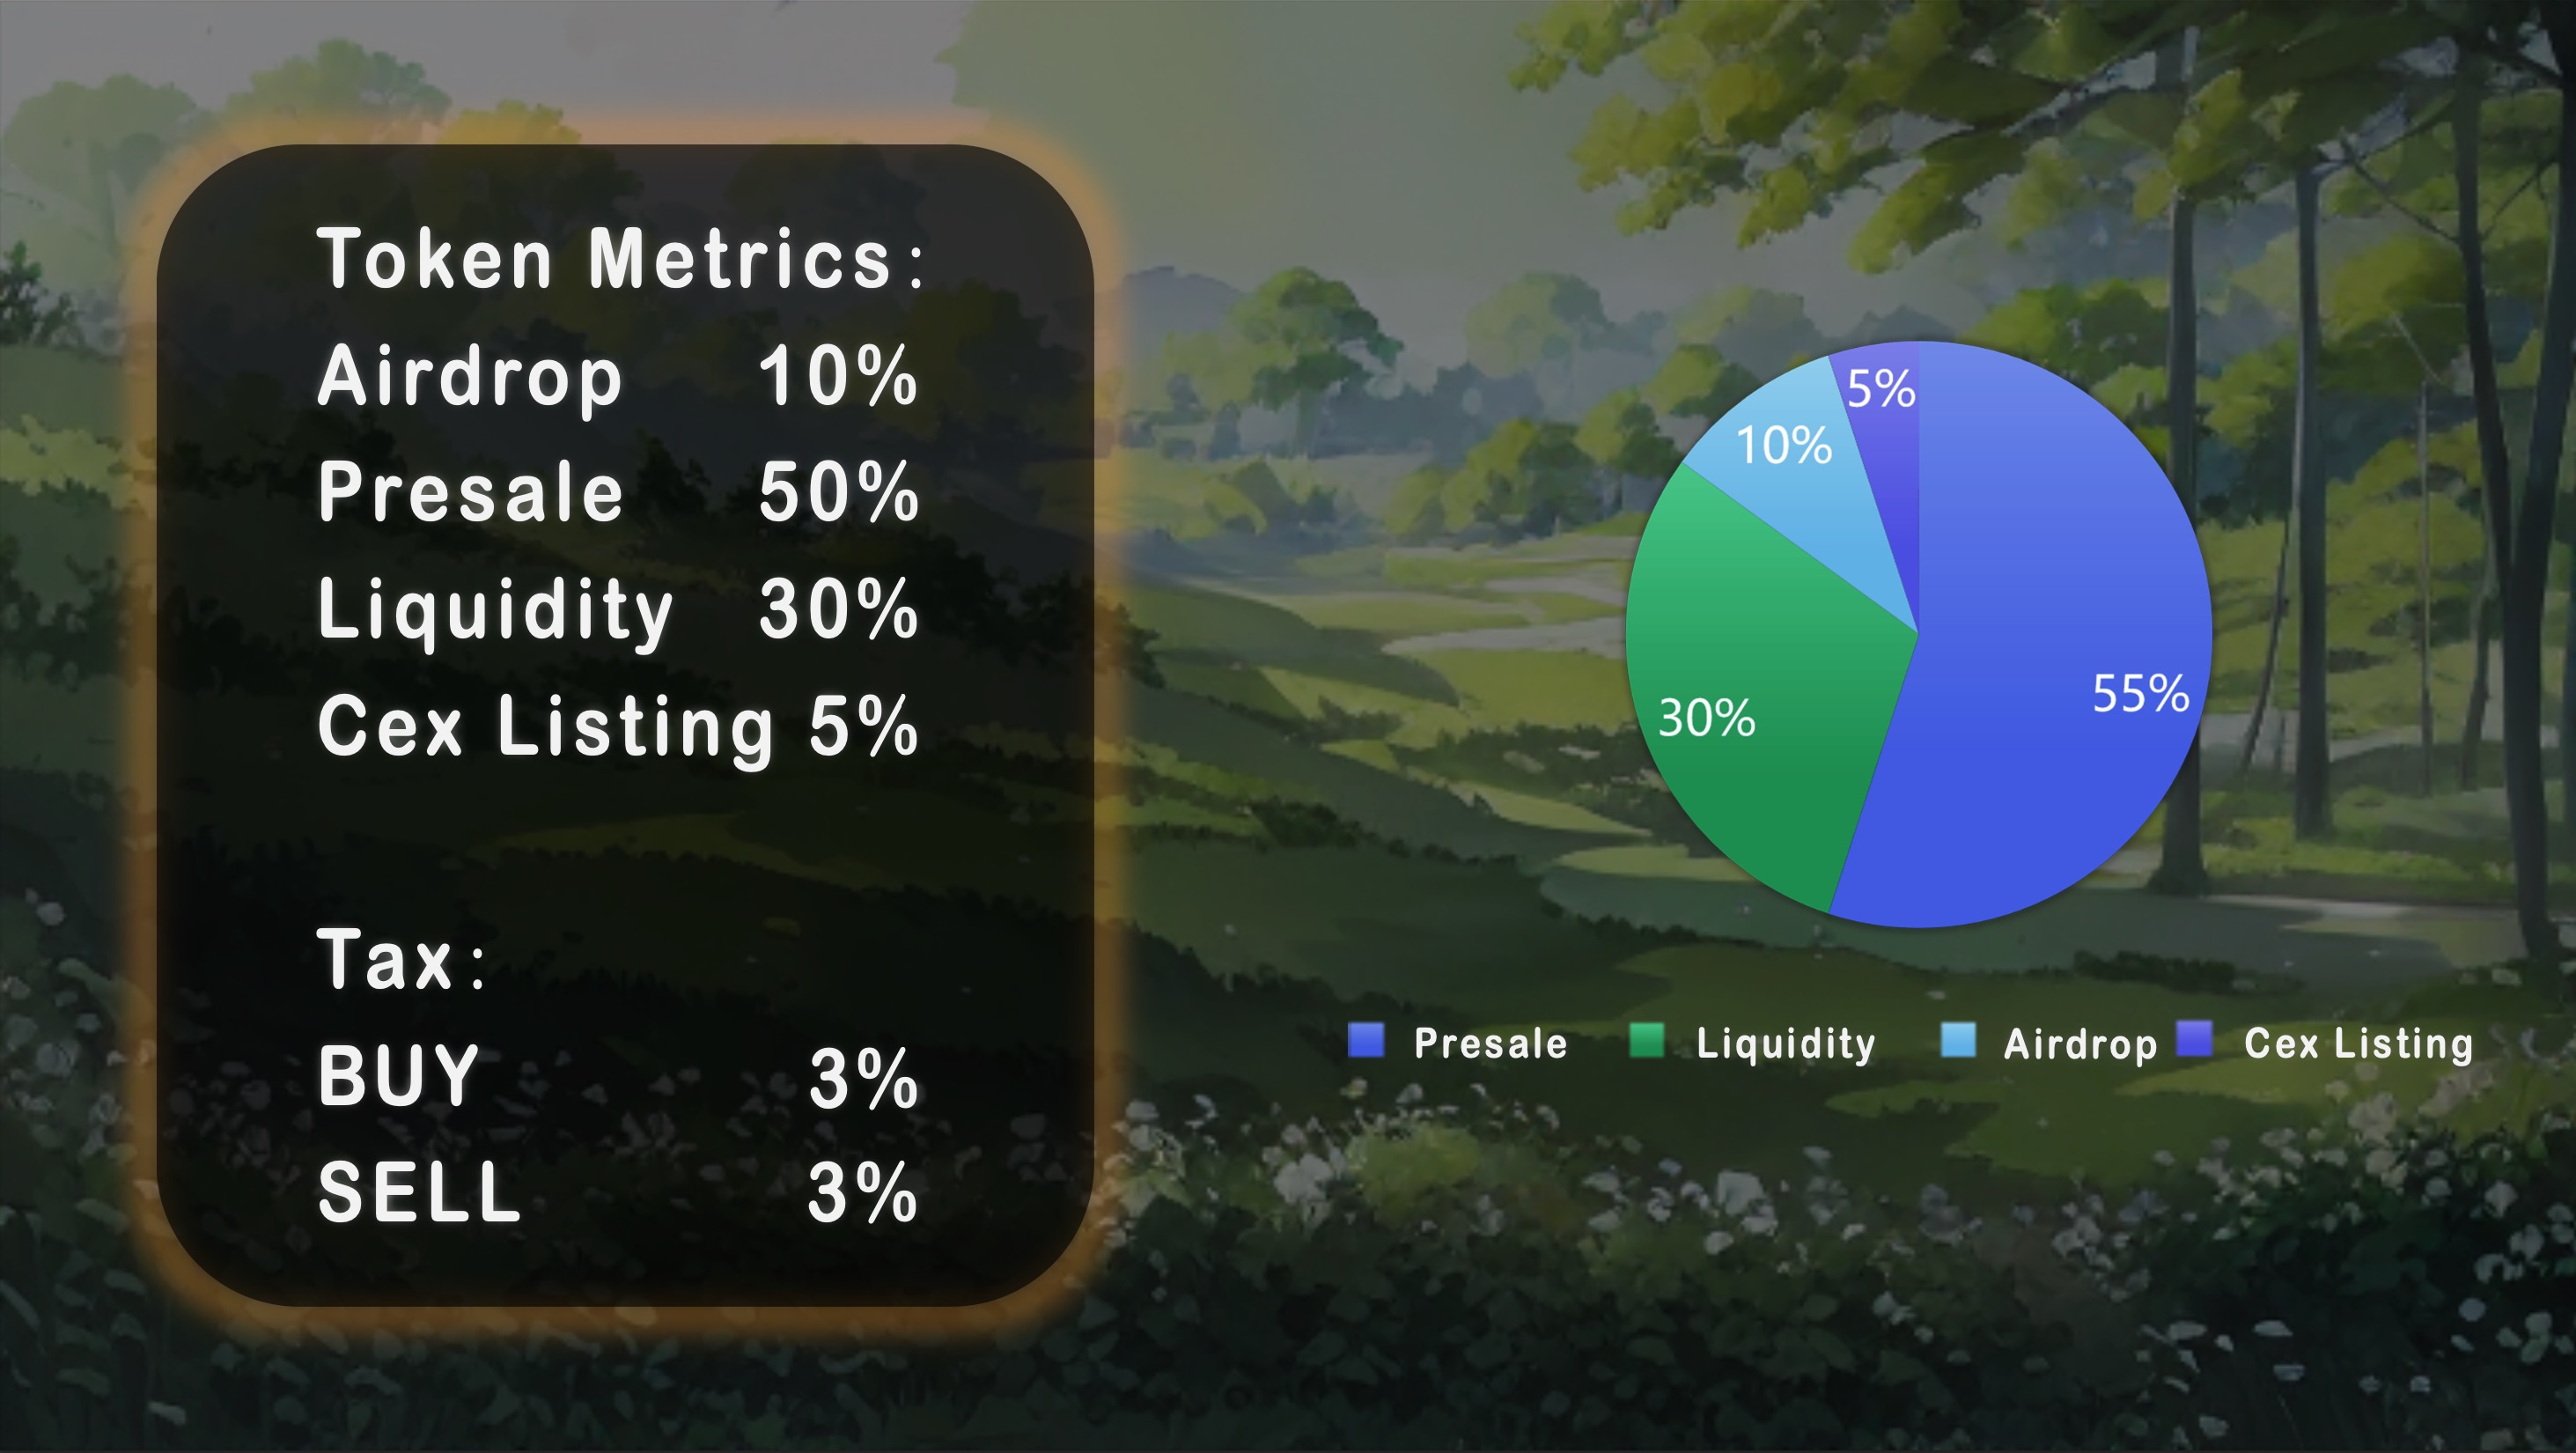 Token Metrics:
Airdrop 10%
Presale 50%
Liquidity 30%
Cex Listing 5%
Tax:
BUY 3%
SELL 3%
5%
10%
30%
55%
Presale Liquidity Airdrop Cex Listing